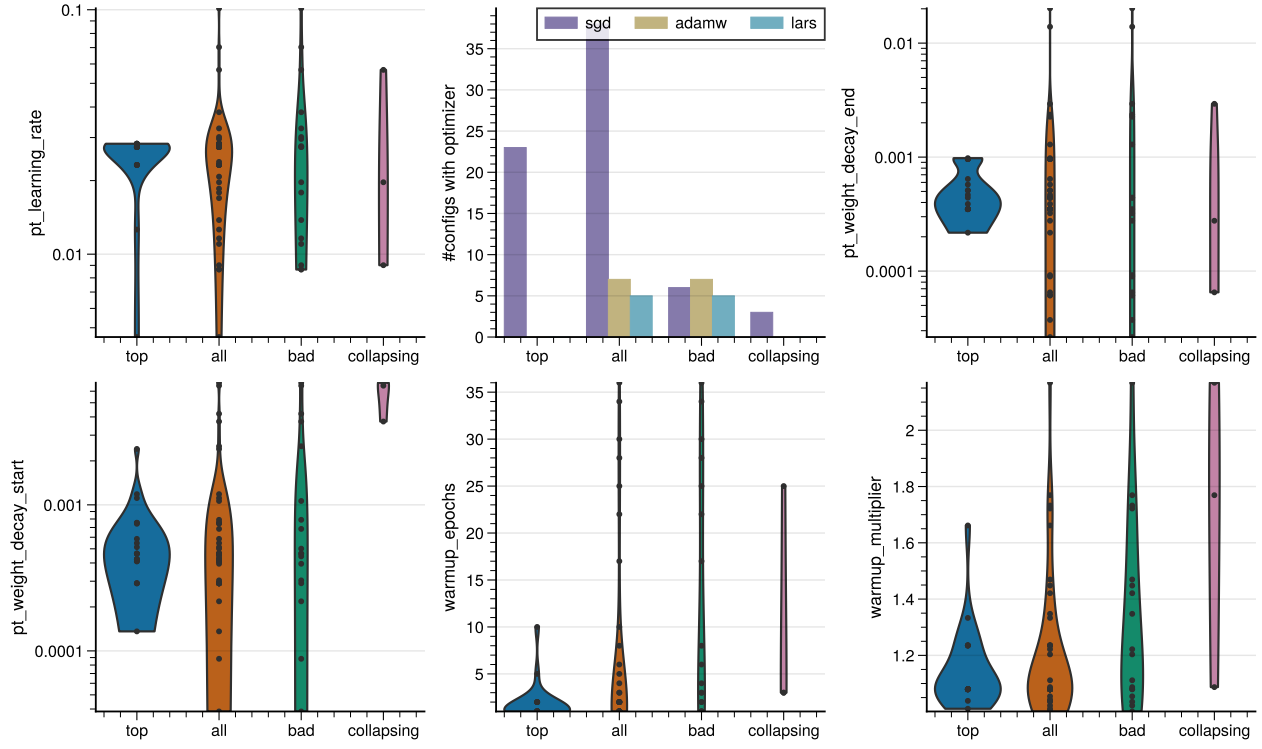 pt_learning_rate
0.1
0.01
top all bad collapsing
sgd adamw lars
#configs with optimizer
35
30
25
20
15
10
5
0
top all bad collapsing
pt_weight_decay_end
0.01
0.001
0.0001
top all bad collapsing
pt_weight_decay_start
0.001
0.0001
top all bad collapsing
warmup_epochs
35
30
25
20
15
10
5
top all bad collapsing
warmup_multiplier
2
1.8
1.6
1.4
1.2
top all bad collapsing